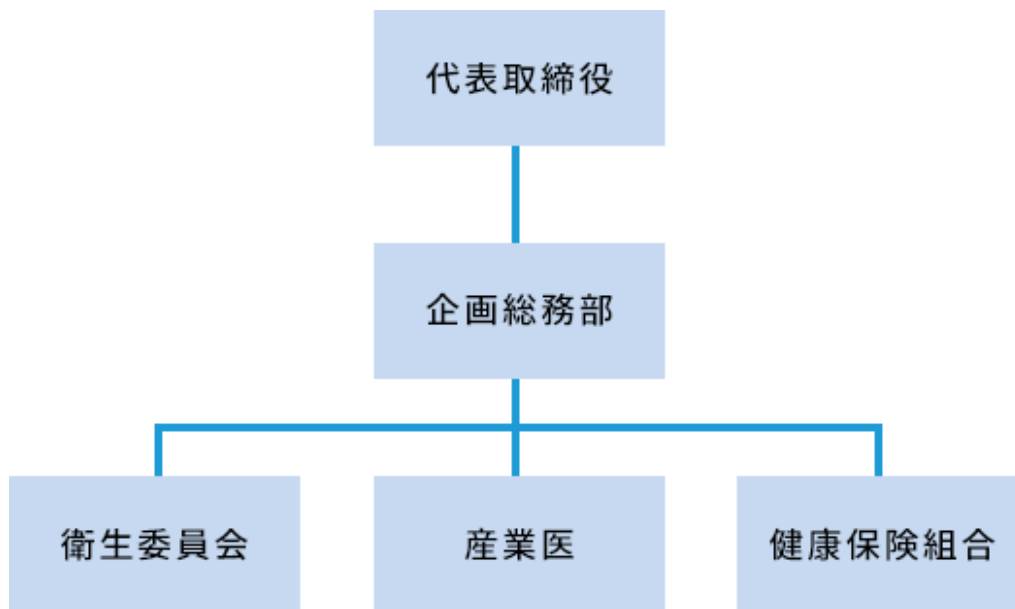 代表取締役
企画総務部
衛生委員会
産業医
健康保険組合